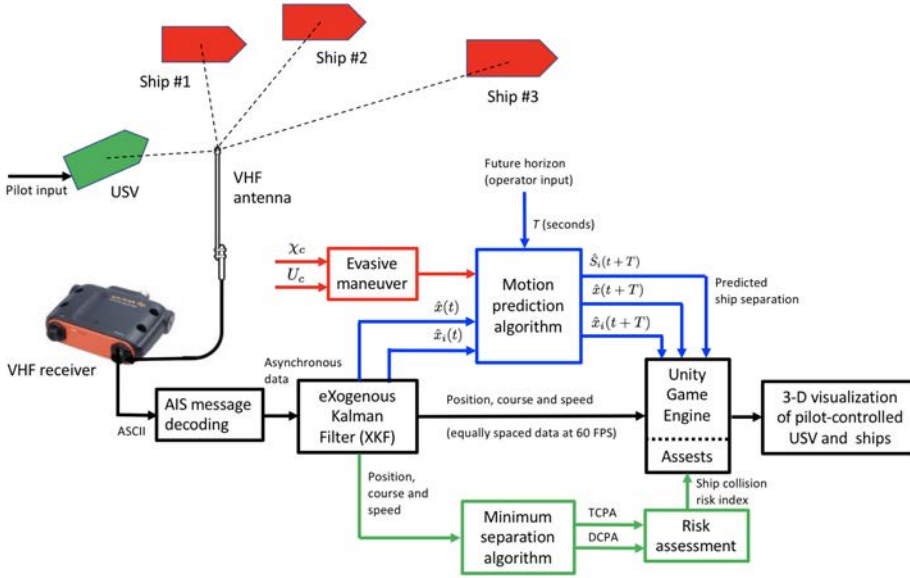 Ship #1
Ship #2
Ship #3
Pilot input
USV
VHF
antenna
VHF receiver
ASCII
AIS message
decoding
Asynchronous
data
eXogenous
Kalman
Filter (XKF)
χc
Uc
Evasive
maneuver
x̂(t)
x̂i(t)
Future horizon
(operator input)
T (seconds)
Motion
prediction
algorithm
Ŝi(t + T)
x̂(t + T)
x̂i(t + T)
Predicted
ship separation
Position, course and speed
(equally spaced data at 60 FPS)
Unity
Game
Engine
Assests
3-D visualization
of pilot-controlled
USV and ships
Position,
course and
speed
Minimum
separation
algorithm
TCPA
DCPA
Risk
assessment
Ship collision
risk index